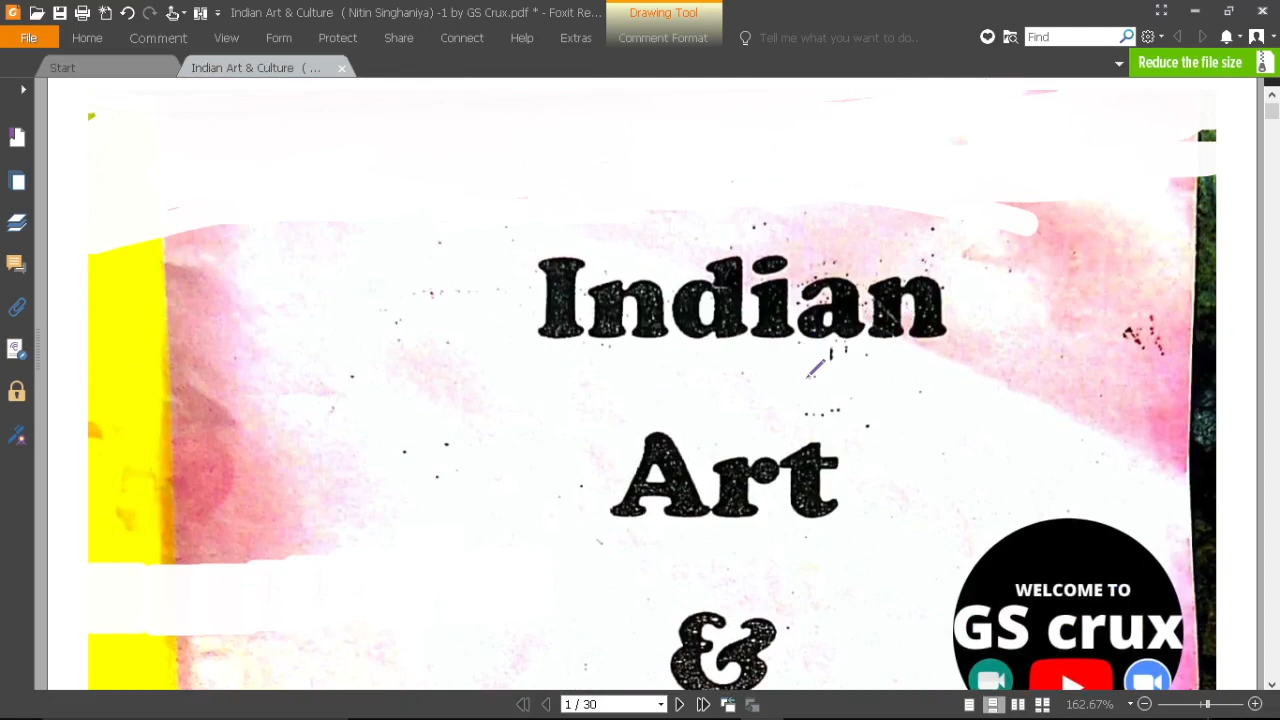 Indian Art & Culture ( Nitin Singhaniya) -1 by GS Crux.pdf * - Foxit Re...
Drawing Tool
File
Home
Comment
View
Form
Protect
Share
Connect
Help
Extras
Comment Format
Tell me what you want to do..
Find
Start
Indian Art & Culture ( ...
Reduce the file size
Indian
Art
&
WELCOME TO
GS crux
1 / 30
162.67%